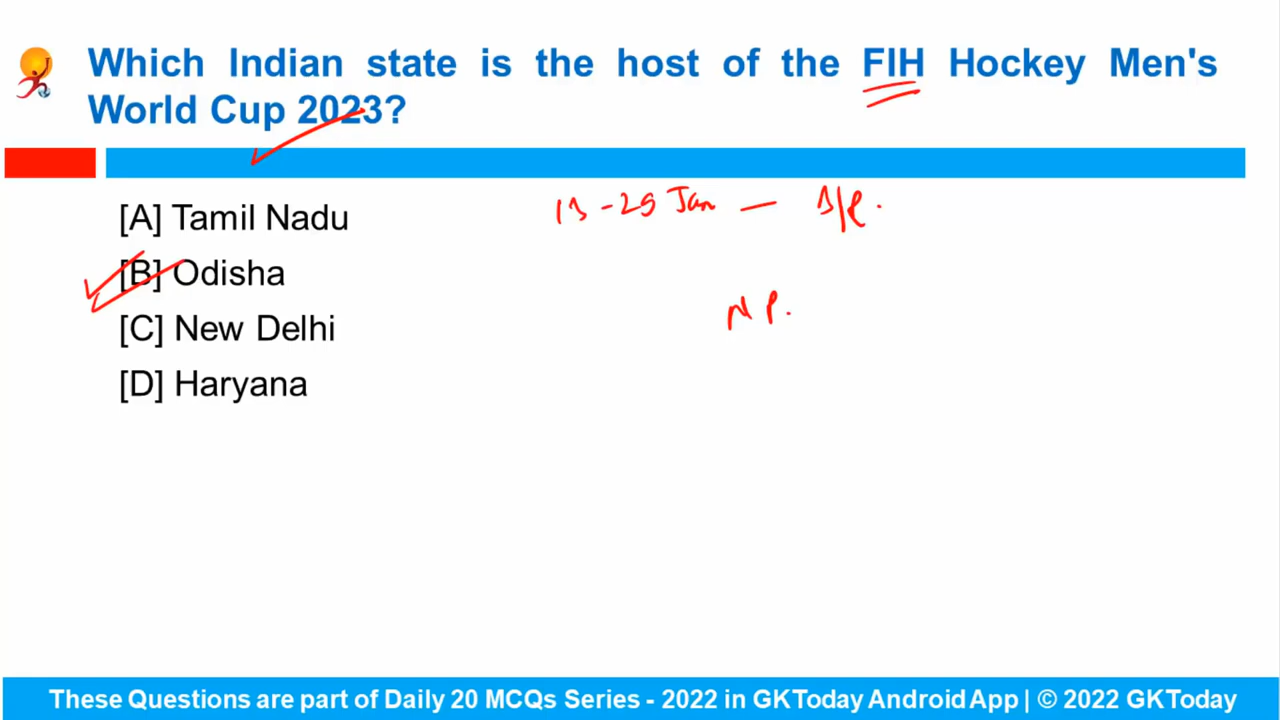 Which Indian state is the host of the FIH Hockey Men's
World Cup 2023?
[A] Tamil Nadu
13-29 Jan —
[B] Odisha
N P.
[C] New Delhi
[D] Haryana
These Questions are part of Daily 20 MCQs Series - 2022 in GKToday Android App | © 2022 GKToday